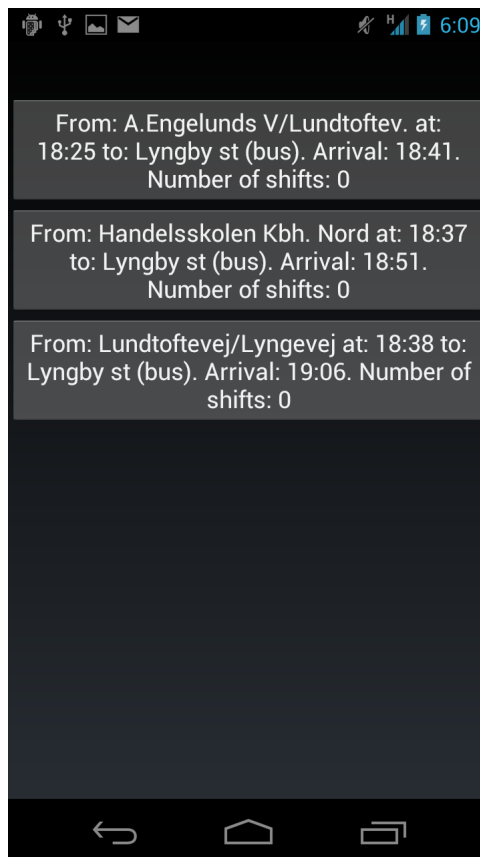 H 6:09
From: A.Engelunds V/Lundtoftev. at:
18:25 to: Lyngby st (bus). Arrival: 18:41.
Number of shifts: 0
From: Handelsskolen Kbh. Nord at: 18:37
to: Lyngby st (bus). Arrival: 18:51.
Number of shifts: 0
From: Lundtoftevej/Lyngevej at: 18:38 to:
Lyngby st (bus). Arrival: 19:06. Number of
shifts: 0